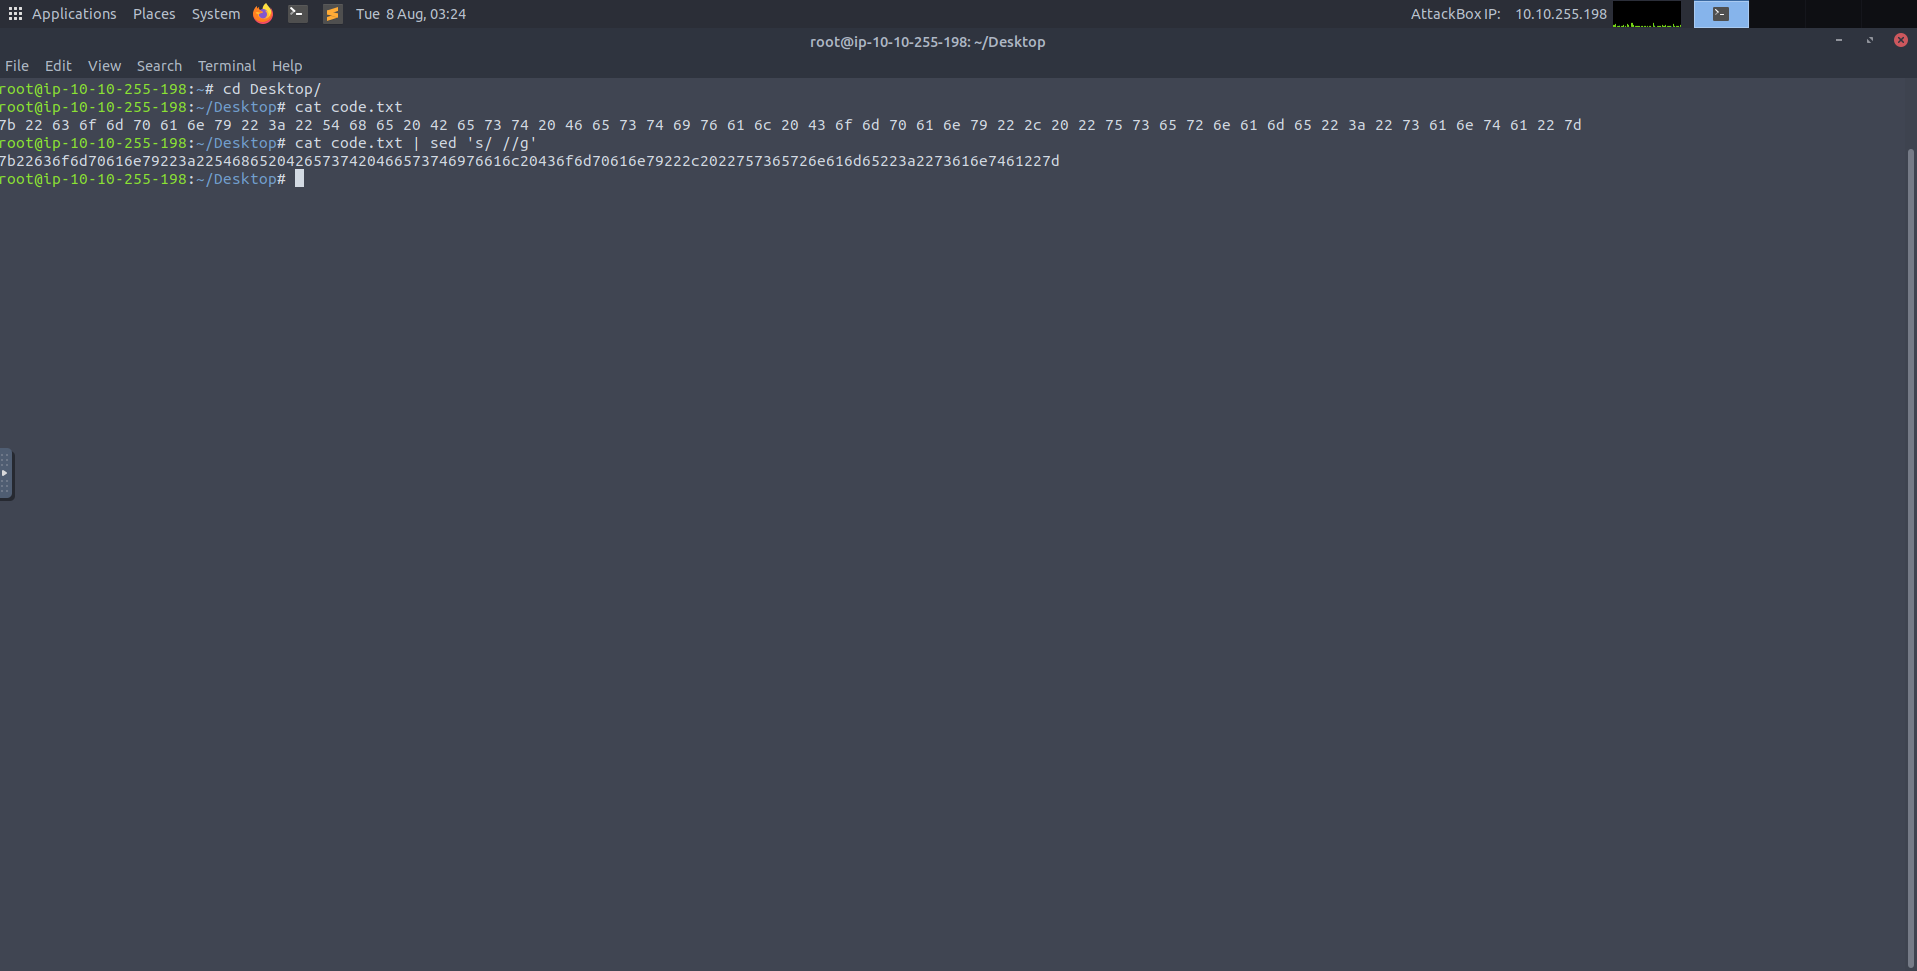 Applications Places System Tue 8 Aug, 03:24 AttackBox IP: 10.10.255.198
root@ip-10-10-255-198: ~/Desktop
File Edit View Search Terminal Help
root@ip-10-10-255-198:~# cd Desktop/
root@ip-10-10-255-198:~/Desktop# cat code.txt
7b 22 63 6f 6d 70 61 6e 79 22 3a 22 54 68 65 20 42 65 73 74 20 46 65 73 74 69 76 61 6c 20 43 6f 6d 70 61 6e 79 22 2c 20 22 75 73 65 72 6e 61 6d 65 22 3a 22 73 61 6e 74 61 22 7d
root@ip-10-10-255-198:~/Desktop# cat code.txt | sed 's/ //g'
7b22636f6d70616e79223a22546865204265737420466573746976616c20436f6d70616e79222c2022757365726e616d65223a2273616e7461227d
root@ip-10-10-255-198:~/Desktop#